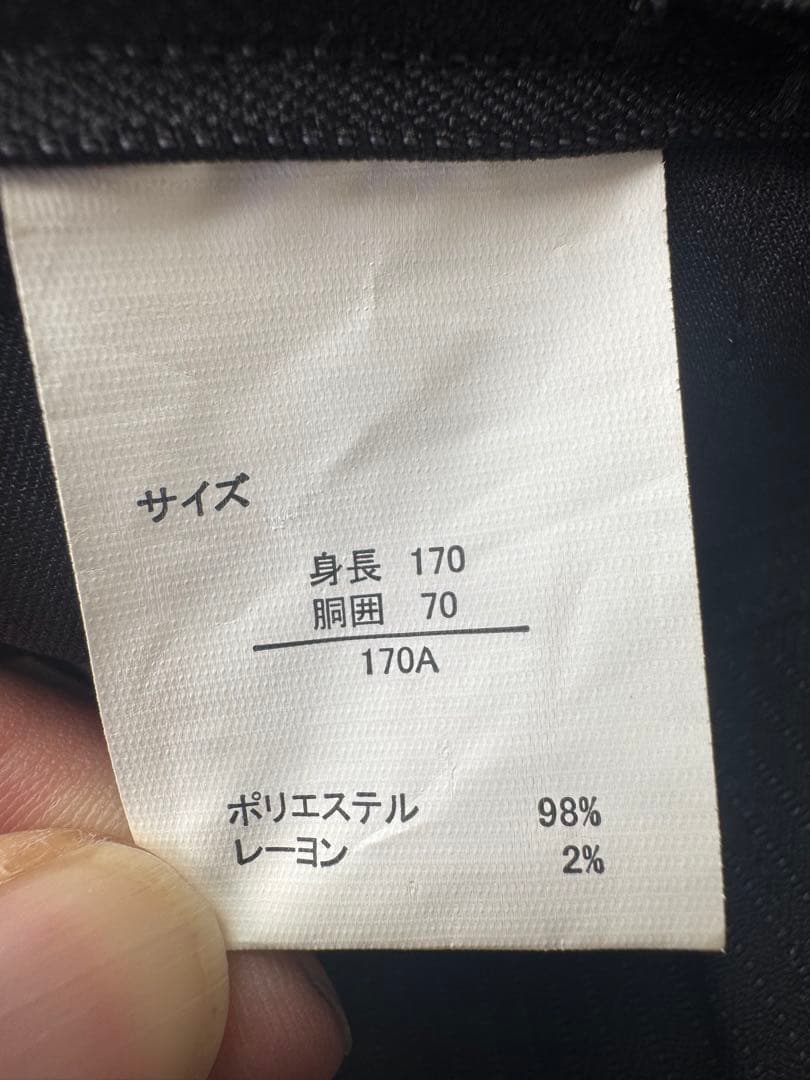 サイズ
身長 170
胴囲 70
170A
ポリエステル 98%
レーヨン 2%